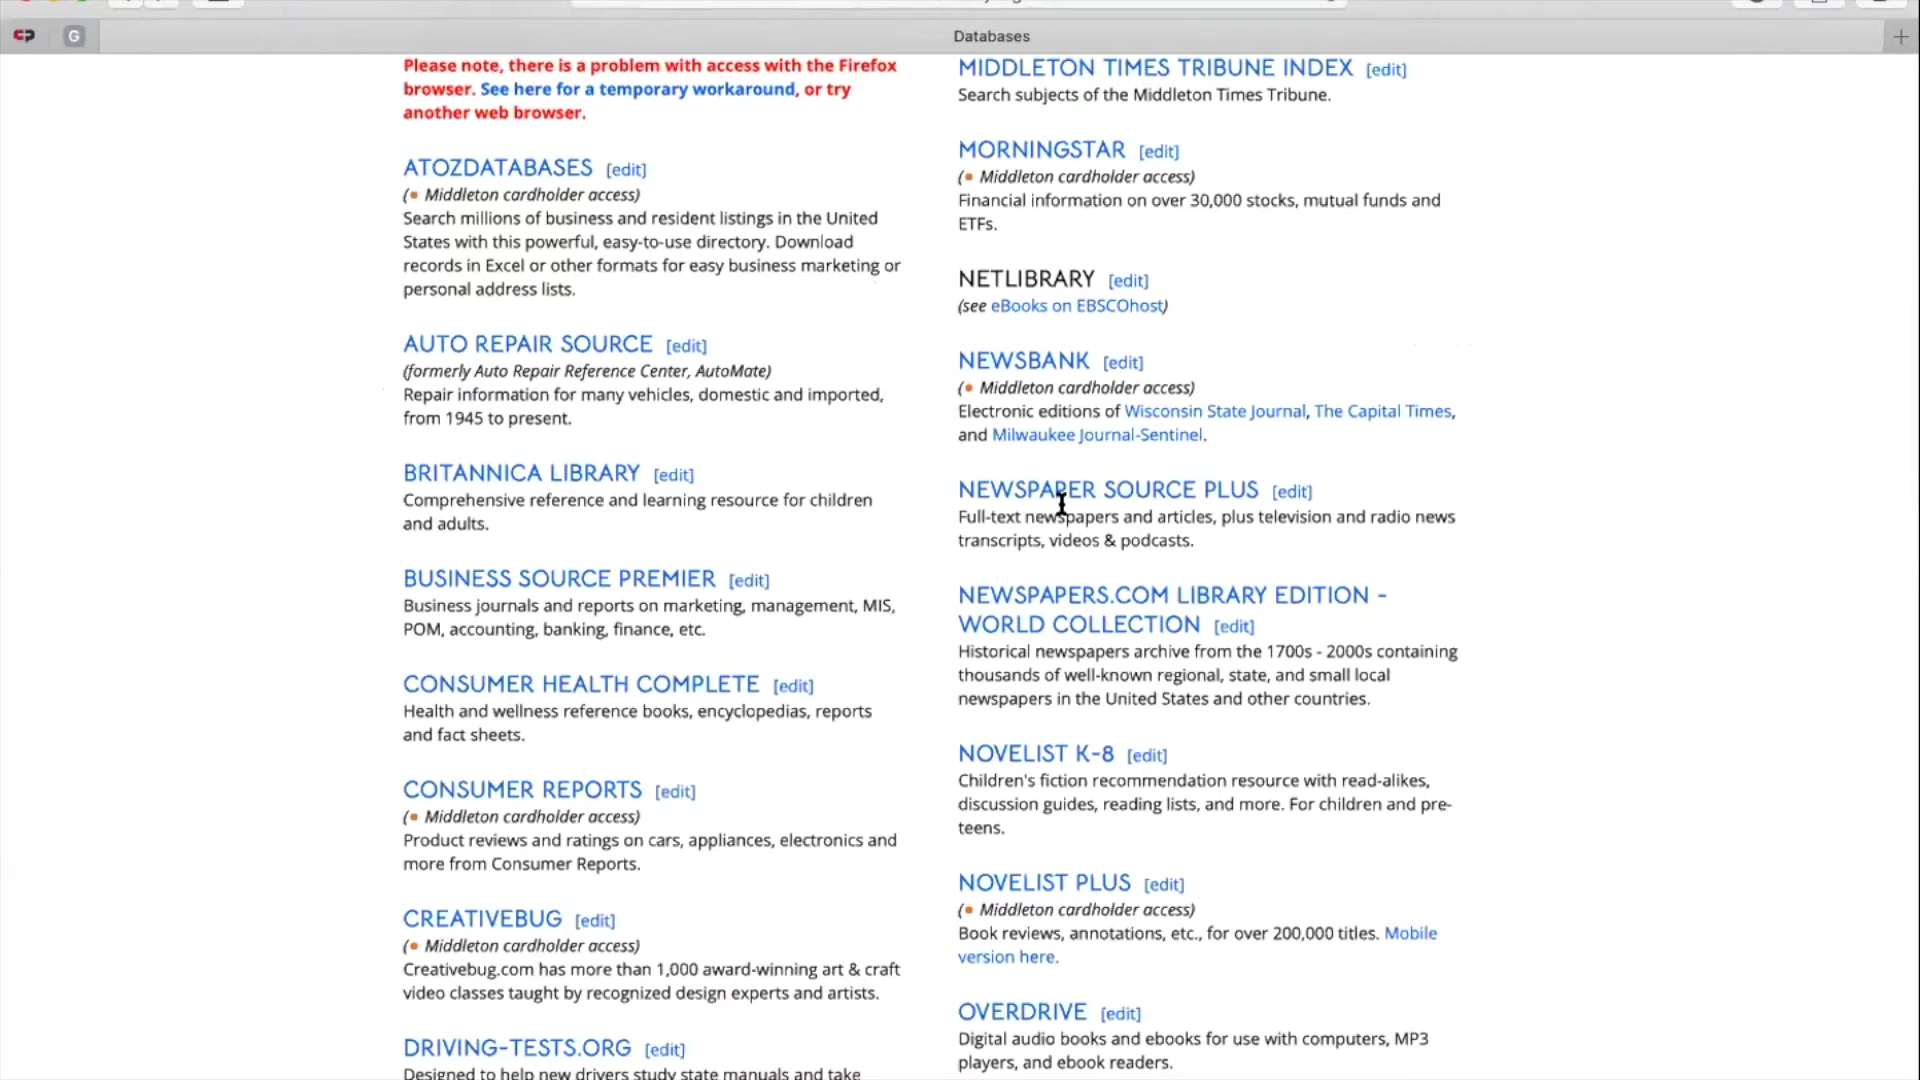 G
Databases
Please note, there is a problem with access with the Firefox
browser. See here for a temporary workaround, or try
another web browser.
ATOZDATABASES [edit]
(• Middleton cardholder access)
Search millions of business and resident listings in the United
States with this powerful, easy-to-use directory. Download
records in Excel or other formats for easy business marketing or
personal address lists.
AUTO REPAIR SOURCE [edit]
(formerly Auto Repair Reference Center, AutoMate)
Repair information for many vehicles, domestic and imported,
from 1945 to present.
BRITANNICA LIBRARY [edit]
Comprehensive reference and learning resource for children
and adults.
BUSINESS SOURCE PREMIER [edit]
Business journals and reports on marketing, management, MIS,
POM, accounting, banking, finance, etc.
CONSUMER HEALTH COMPLETE [edit]
Health and wellness reference books, encyclopedias, reports
and fact sheets.
CONSUMER REPORTS [edit]
(• Middleton cardholder access)
Product reviews and ratings on cars, appliances, electronics and
more from Consumer Reports.
CREATIVEBUG [edit]
(• Middleton cardholder access)
Creativebug.com has more than 1,000 award-winning art & craft
video classes taught by recognized design experts and artists.
DRIVING-TESTS.ORG [edit]
Designed to help new drivers study state manuals and take
MIDDLETON TIMES TRIBUNE INDEX [edit]
Search subjects of the Middleton Times Tribune.
MORNINGSTAR [edit]
(• Middleton cardholder access)
Financial information on over 30,000 stocks, mutual funds and
ETFs.
NETLIBRARY [edit]
(see eBooks on EBSCOhost)
NEWSBANK [edit]
(• Middleton cardholder access)
Electronic editions of Wisconsin State Journal, The Capital Times,
and Milwaukee Journal-Sentinel.
NEWSPAPER SOURCE PLUS [edit]
Full-text newspapers and articles, plus television and radio news
transcripts, videos & podcasts.
NEWSPAPERS.COM LIBRARY EDITION -
WORLD COLLECTION [edit]
Historical newspapers archive from the 1700s - 2000s containing
thousands of well-known regional, state, and small local
newspapers in the United States and other countries.
NOVELIST K-8 [edit]
Children's fiction recommendation resource with read-alikes,
discussion guides, reading lists, and more. For children and pre-
teens.
NOVELIST PLUS [edit]
(• Middleton cardholder access)
Book reviews, annotations, etc., for over 200,000 titles. Mobile
version here.
OVERDRIVE [edit]
Digital audio books and ebooks for use with computers, MP3
players, and ebook readers.